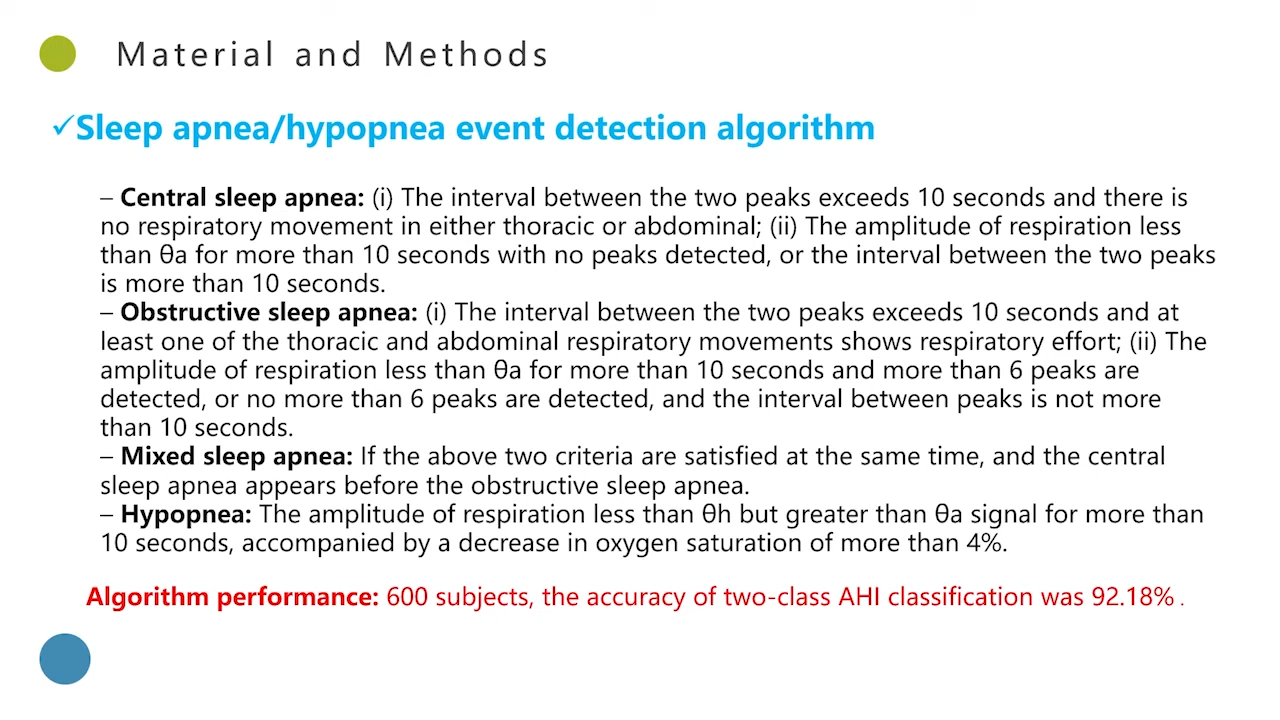 Material and Methods
✓Sleep apnea/hypopnea event detection algorithm
– Central sleep apnea: (i) The interval between the two peaks exceeds 10 seconds and there is
no respiratory movement in either thoracic or abdominal; (ii) The amplitude of respiration less
than θa for more than 10 seconds with no peaks detected, or the interval between the two peaks
is more than 10 seconds.
– Obstructive sleep apnea: (i) The interval between the two peaks exceeds 10 seconds and at
least one of the thoracic and abdominal respiratory movements shows respiratory effort; (ii) The
amplitude of respiration less than θa for more than 10 seconds and more than 6 peaks are
detected, or no more than 6 peaks are detected, and the interval between peaks is not more
than 10 seconds.
– Mixed sleep apnea: If the above two criteria are satisfied at the same time, and the central
sleep apnea appears before the obstructive sleep apnea.
– Hypopnea: The amplitude of respiration less than θh but greater than θa signal for more than
10 seconds, accompanied by a decrease in oxygen saturation of more than 4%.
Algorithm performance: 600 subjects, the accuracy of two-class AHI classification was 92.18% .